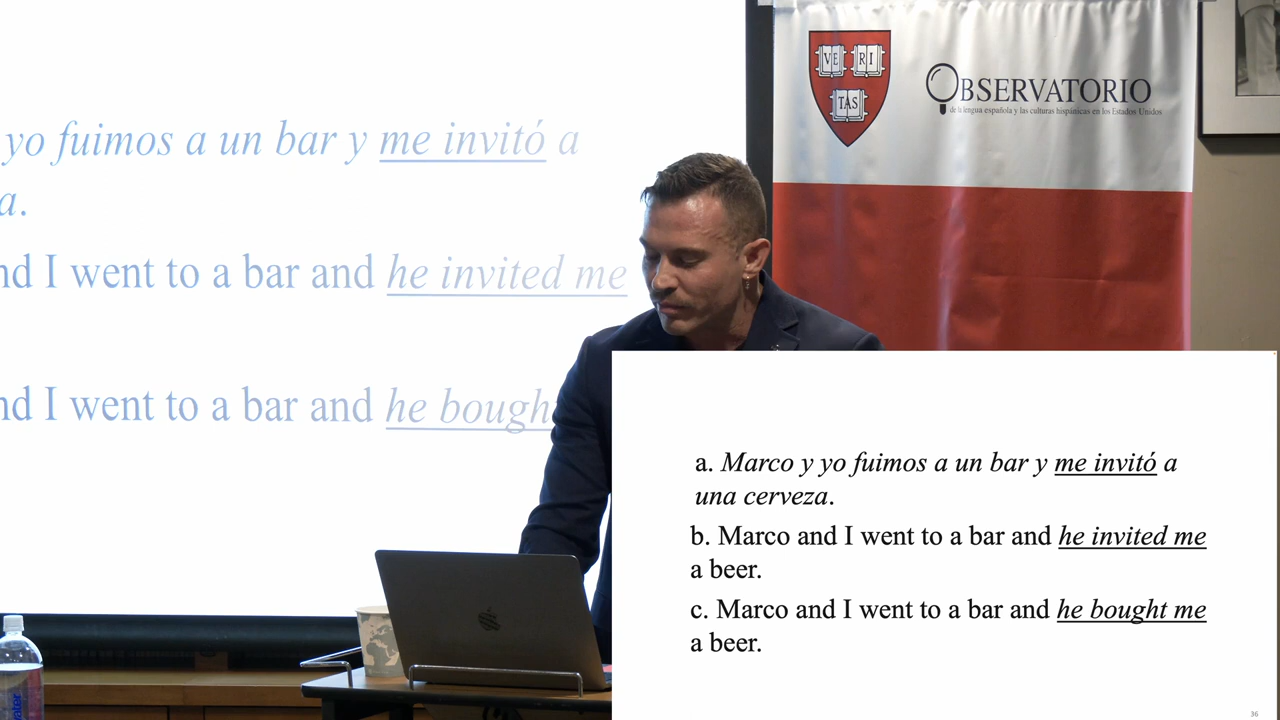 yo fuimos a un bar y me invitó a
a.
nd I went to a bar and he invited me
nd I went to a bar and he bough
VE RI
TAS
OBSERVATORIO
de la lengua española y las culturas hispánicas en los Estados Unidos
a. Marco y yo fuimos a un bar y me invitó a
una cerveza.
b. Marco and I went to a bar and he invited me
a beer.
c. Marco and I went to a bar and he bought me
a beer.
36